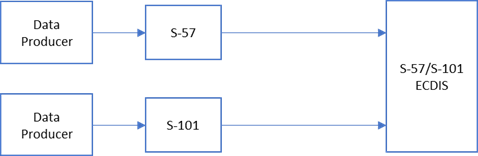 Data
Producer
S-57
S-57/S-101
ECDIS
Data
Producer
S-101